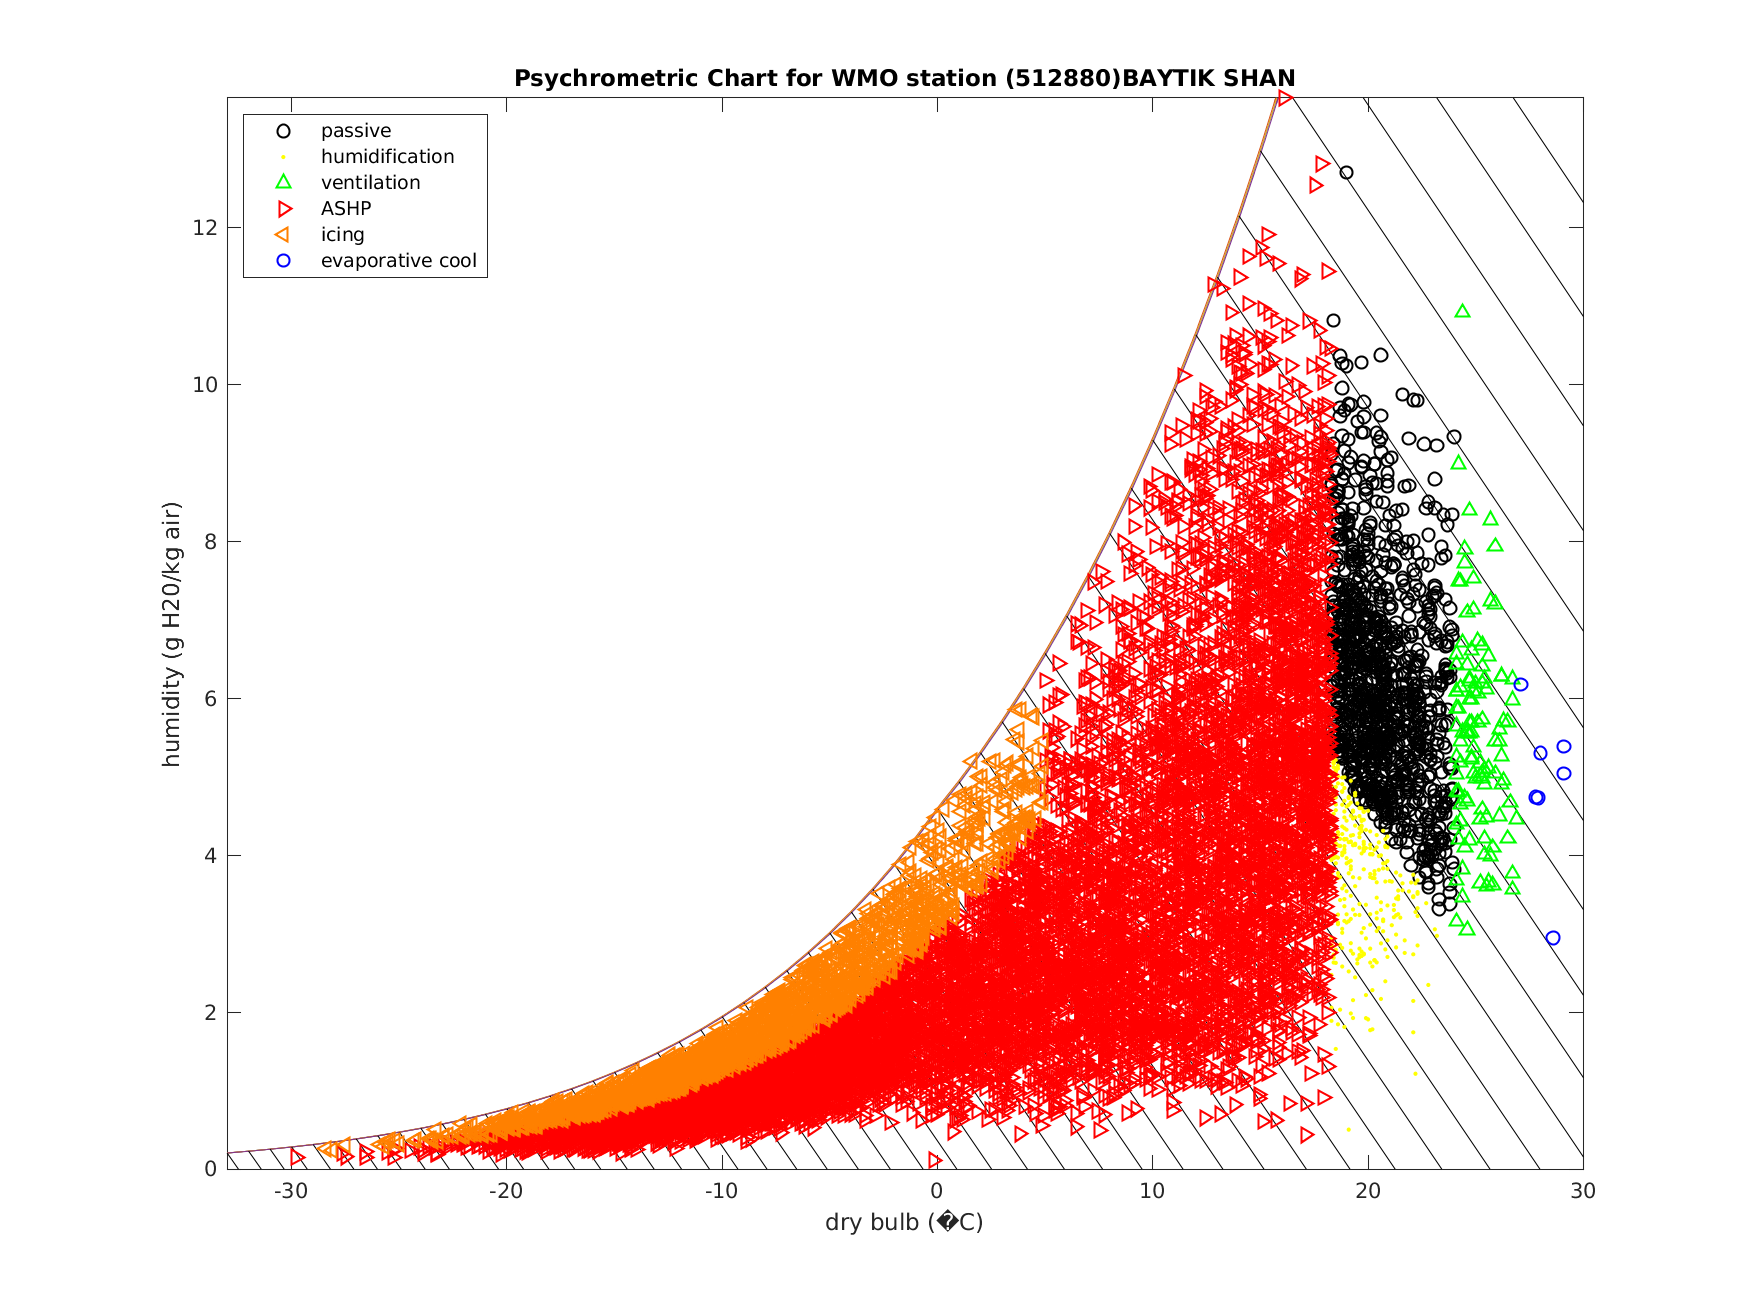 Psychrometric Chart for WMO station (512880)BAYTIK SHAN
passive
humidification
ventilation
ASHP
icing
evaporative cool
humidity (g H20/kg air)
12
10
8
6
4
2
0
-30 -20 -10 0 10 20 30
dry bulb (�C)